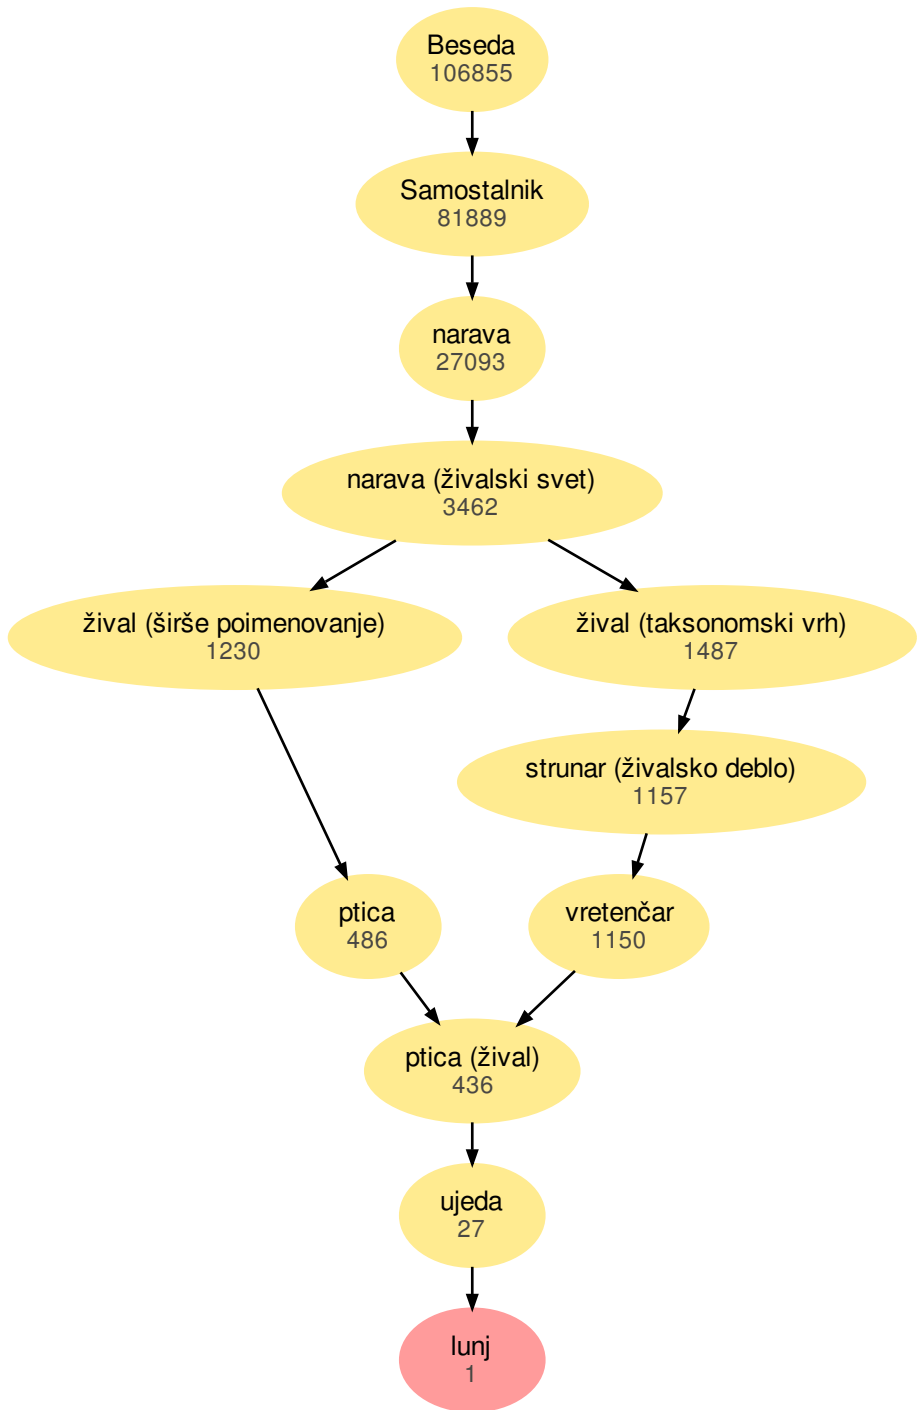 Beseda
106855
Samostalnik
81889
narava
27093
narava (živalski svet)
3462
žival (širše poimenovanje)
1230
žival (taksonomski vrh)
1487
strunar (živalsko deblo)
1157
ptica
486
vretenčar
1150
ptica (žival)
436
ujeda
27
lunj
1